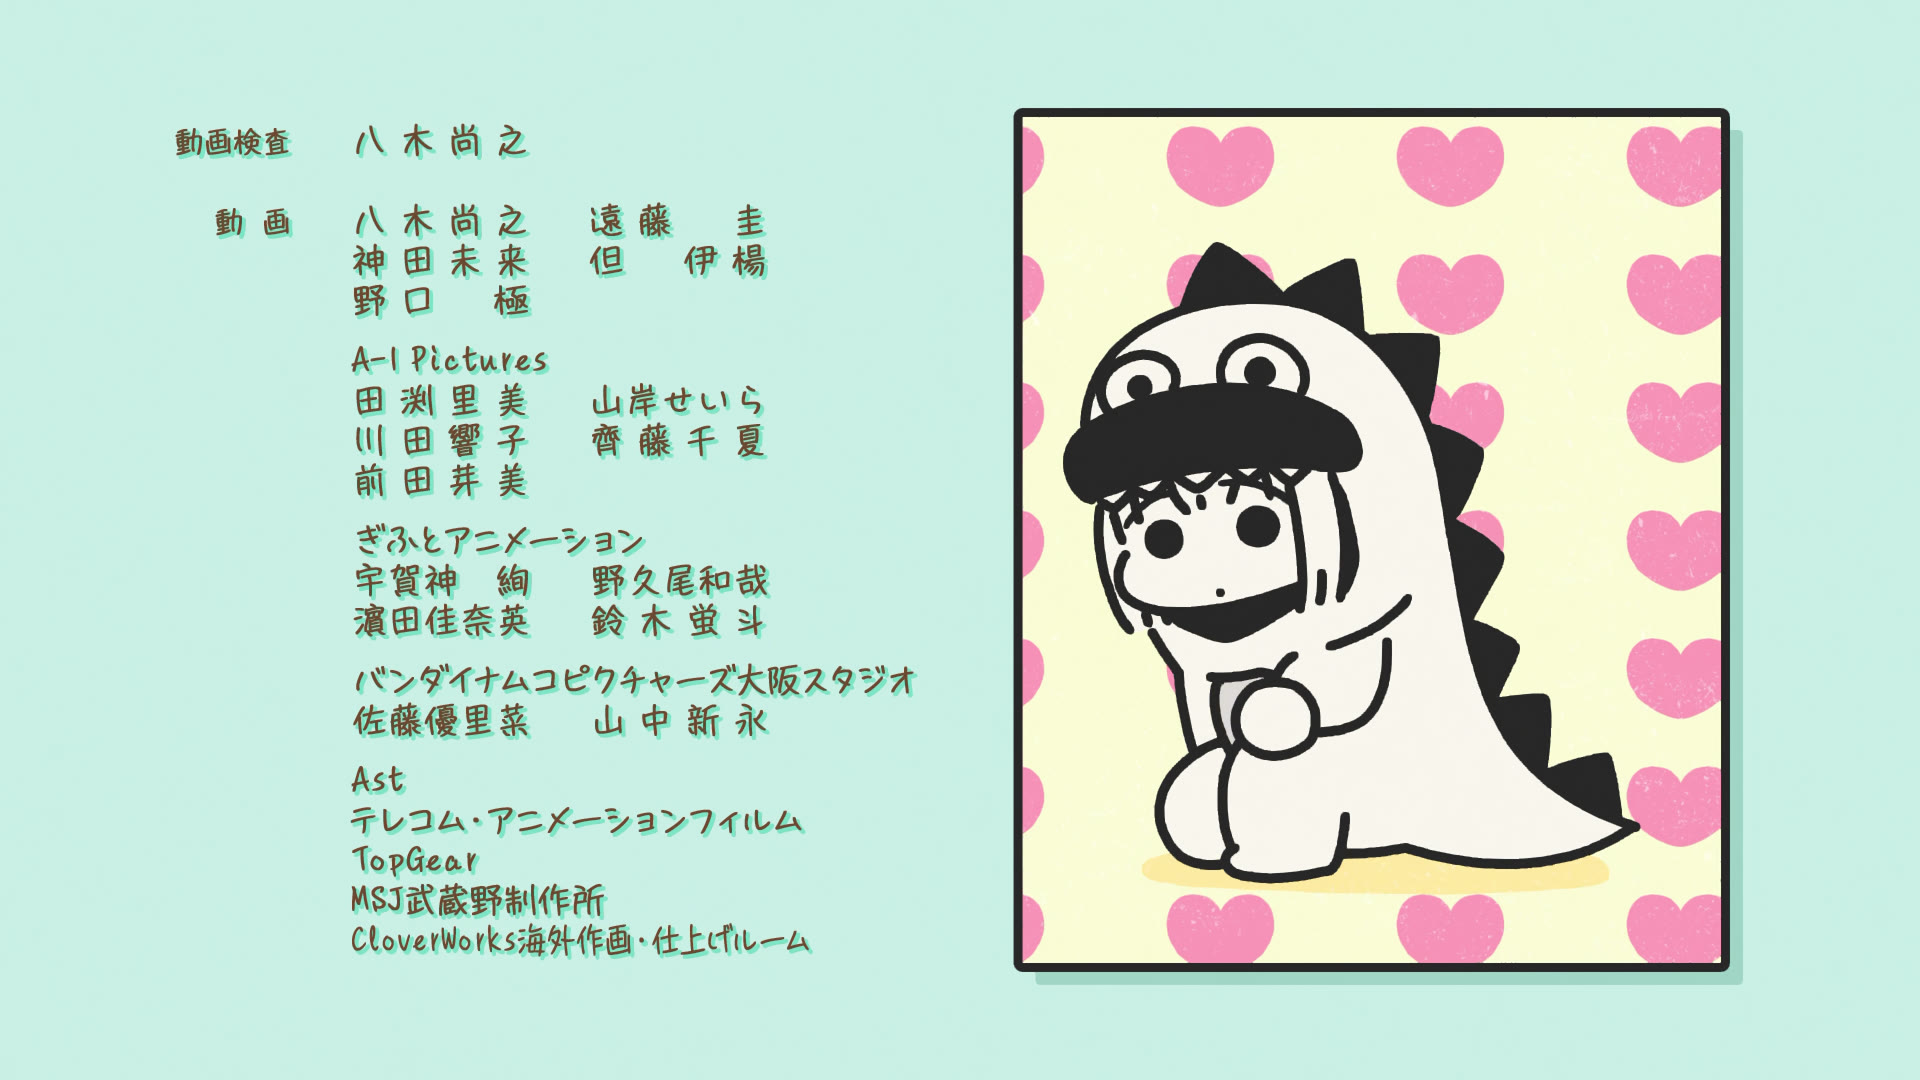 動画検査 八木尚之
動画 八木尚之 遠藤 圭
神田未来 但 伊楊
野口 極
A-1 Pictures
田渕里美 山岸せいら
川田響子 齊藤千夏
前田芽美
ぎふとアニメーション
宇賀神 絢 野久尾和哉
濵田佳奈英 鈴木蛍斗
バンダイナムコピクチャーズ大阪スタジオ
佐藤優里菜 山中新永
Ast
テレコム・アニメーションフィルム
TopGear
MSJ武蔵野制作所
CloverWorks海外作画・仕上げルーム